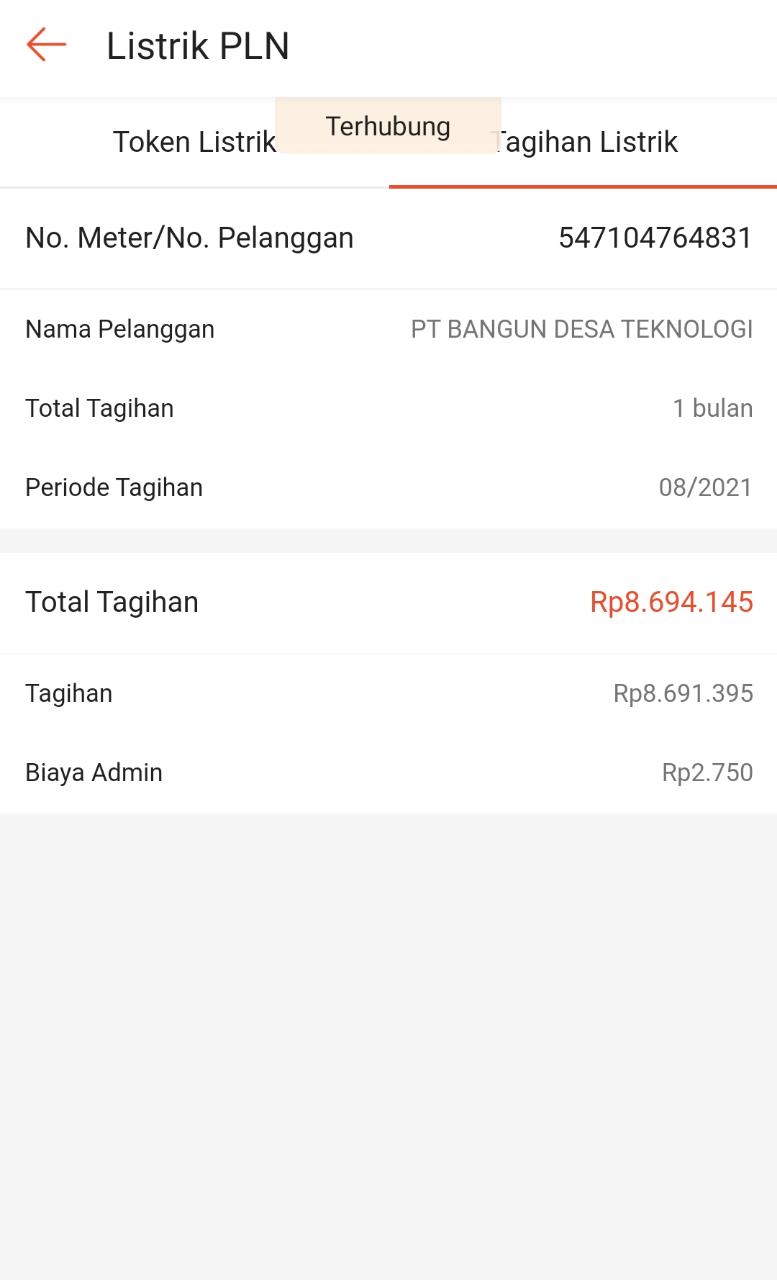 Listrik PLN
Terhubung
Token Listrik
Tagihan Listrik
No. Meter/No. Pelanggan 547104764831
Nama Pelanggan PT BANGUN DESA TEKNOLOGI
Total Tagihan 1 bulan
Periode Tagihan 08/2021
Total Tagihan Rp8.694.145
Tagihan Rp8.691.395
Biaya Admin Rp2.750